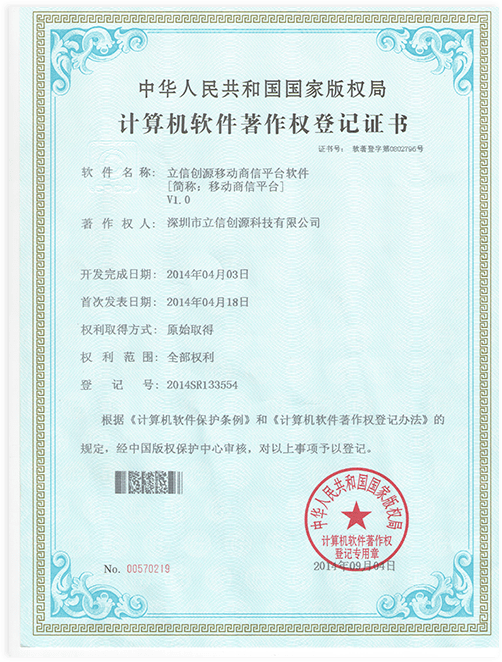 中华人民共和国国家版权局
计算机软件著作权登记证书
证书号： 软著登字第0802796号
软件名称： 立信创源移动商信平台软件
[简称：移动商信平台]
V1.0
著作权人： 深圳市立信创源科技有限公司
开发完成日期： 2014年04月03日
首次发表日期： 2014年04月18日
权利取得方式： 原始取得
权利范围： 全部权利
登记号： 2014SR133554
根据《计算机软件保护条例》和《计算机软件著作权登记办法》的
规定，经中国版权保护中心审核，对以上事项予以登记。
中华人民共和国国家版权局
计算机软件著作权
登记专用章
No. 00570219
2014年09月04日